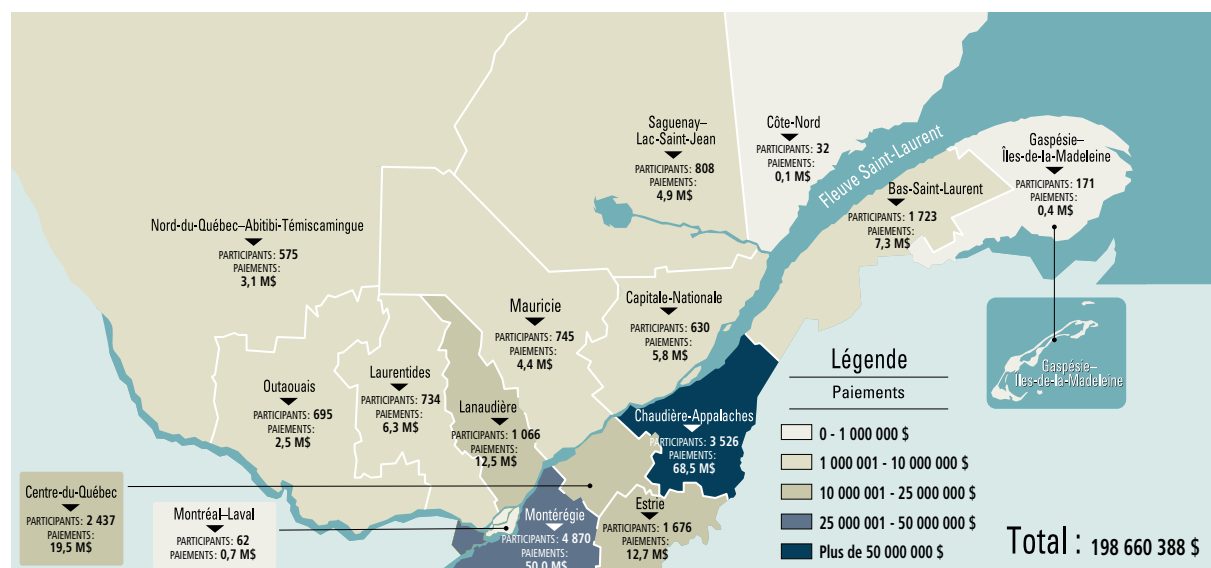 Saguenay–
Lac-Saint-Jean
PARTICIPANTS: 808
PAIEMENTS:
4,9 M$
Côte-Nord
PARTICIPANTS: 32
PAIEMENTS:
0,1 M$
Fleuve Saint-Laurent
Gaspésie–
Îles-de-la-Madeleine
PARTICIPANTS: 171
PAIEMENTS:
0,4 M$
Bas-Saint-Laurent
PARTICIPANTS: 1 723
PAIEMENTS:
7,3 M$
Nord-du-Québec–Abitibi-Témiscamingue
PARTICIPANTS: 575
PAIEMENTS:
3,1 M$
Mauricie
PARTICIPANTS: 745
PAIEMENTS:
4,4 M$
Capitale-Nationale
PARTICIPANTS: 630
PAIEMENTS:
5,8 M$
Outaouais
PARTICIPANTS: 695
PAIEMENTS:
2,5 M$
Laurentides
PARTICIPANTS: 734
PAIEMENTS:
6,3 M$
Lanaudière
PARTICIPANTS: 1 066
PAIEMENTS:
12,5 M$
Chaudière-Appalaches
PARTICIPANTS: 3 526
PAIEMENTS:
68,5 M$
Gaspésie–
Îles-de-la-Madeleine
Centre-du-Québec
PARTICIPANTS: 2 437
PAIEMENTS:
19,5 M$
Montréal–Laval
PARTICIPANTS: 62
PAIEMENTS: 0,7 M$
Montérégie
PARTICIPANTS: 4 870
PAIEMENTS:
50,0 M$
Estrie
PARTICIPANTS: 1 676
PAIEMENTS:
12,7 M$
Légende
Paiements
0 - 1 000 000 $
1 000 001 - 10 000 000 $
10 000 001 - 25 000 000 $
25 000 001 - 50 000 000 $
Plus de 50 000 000 $
Total : 198 660 388 $